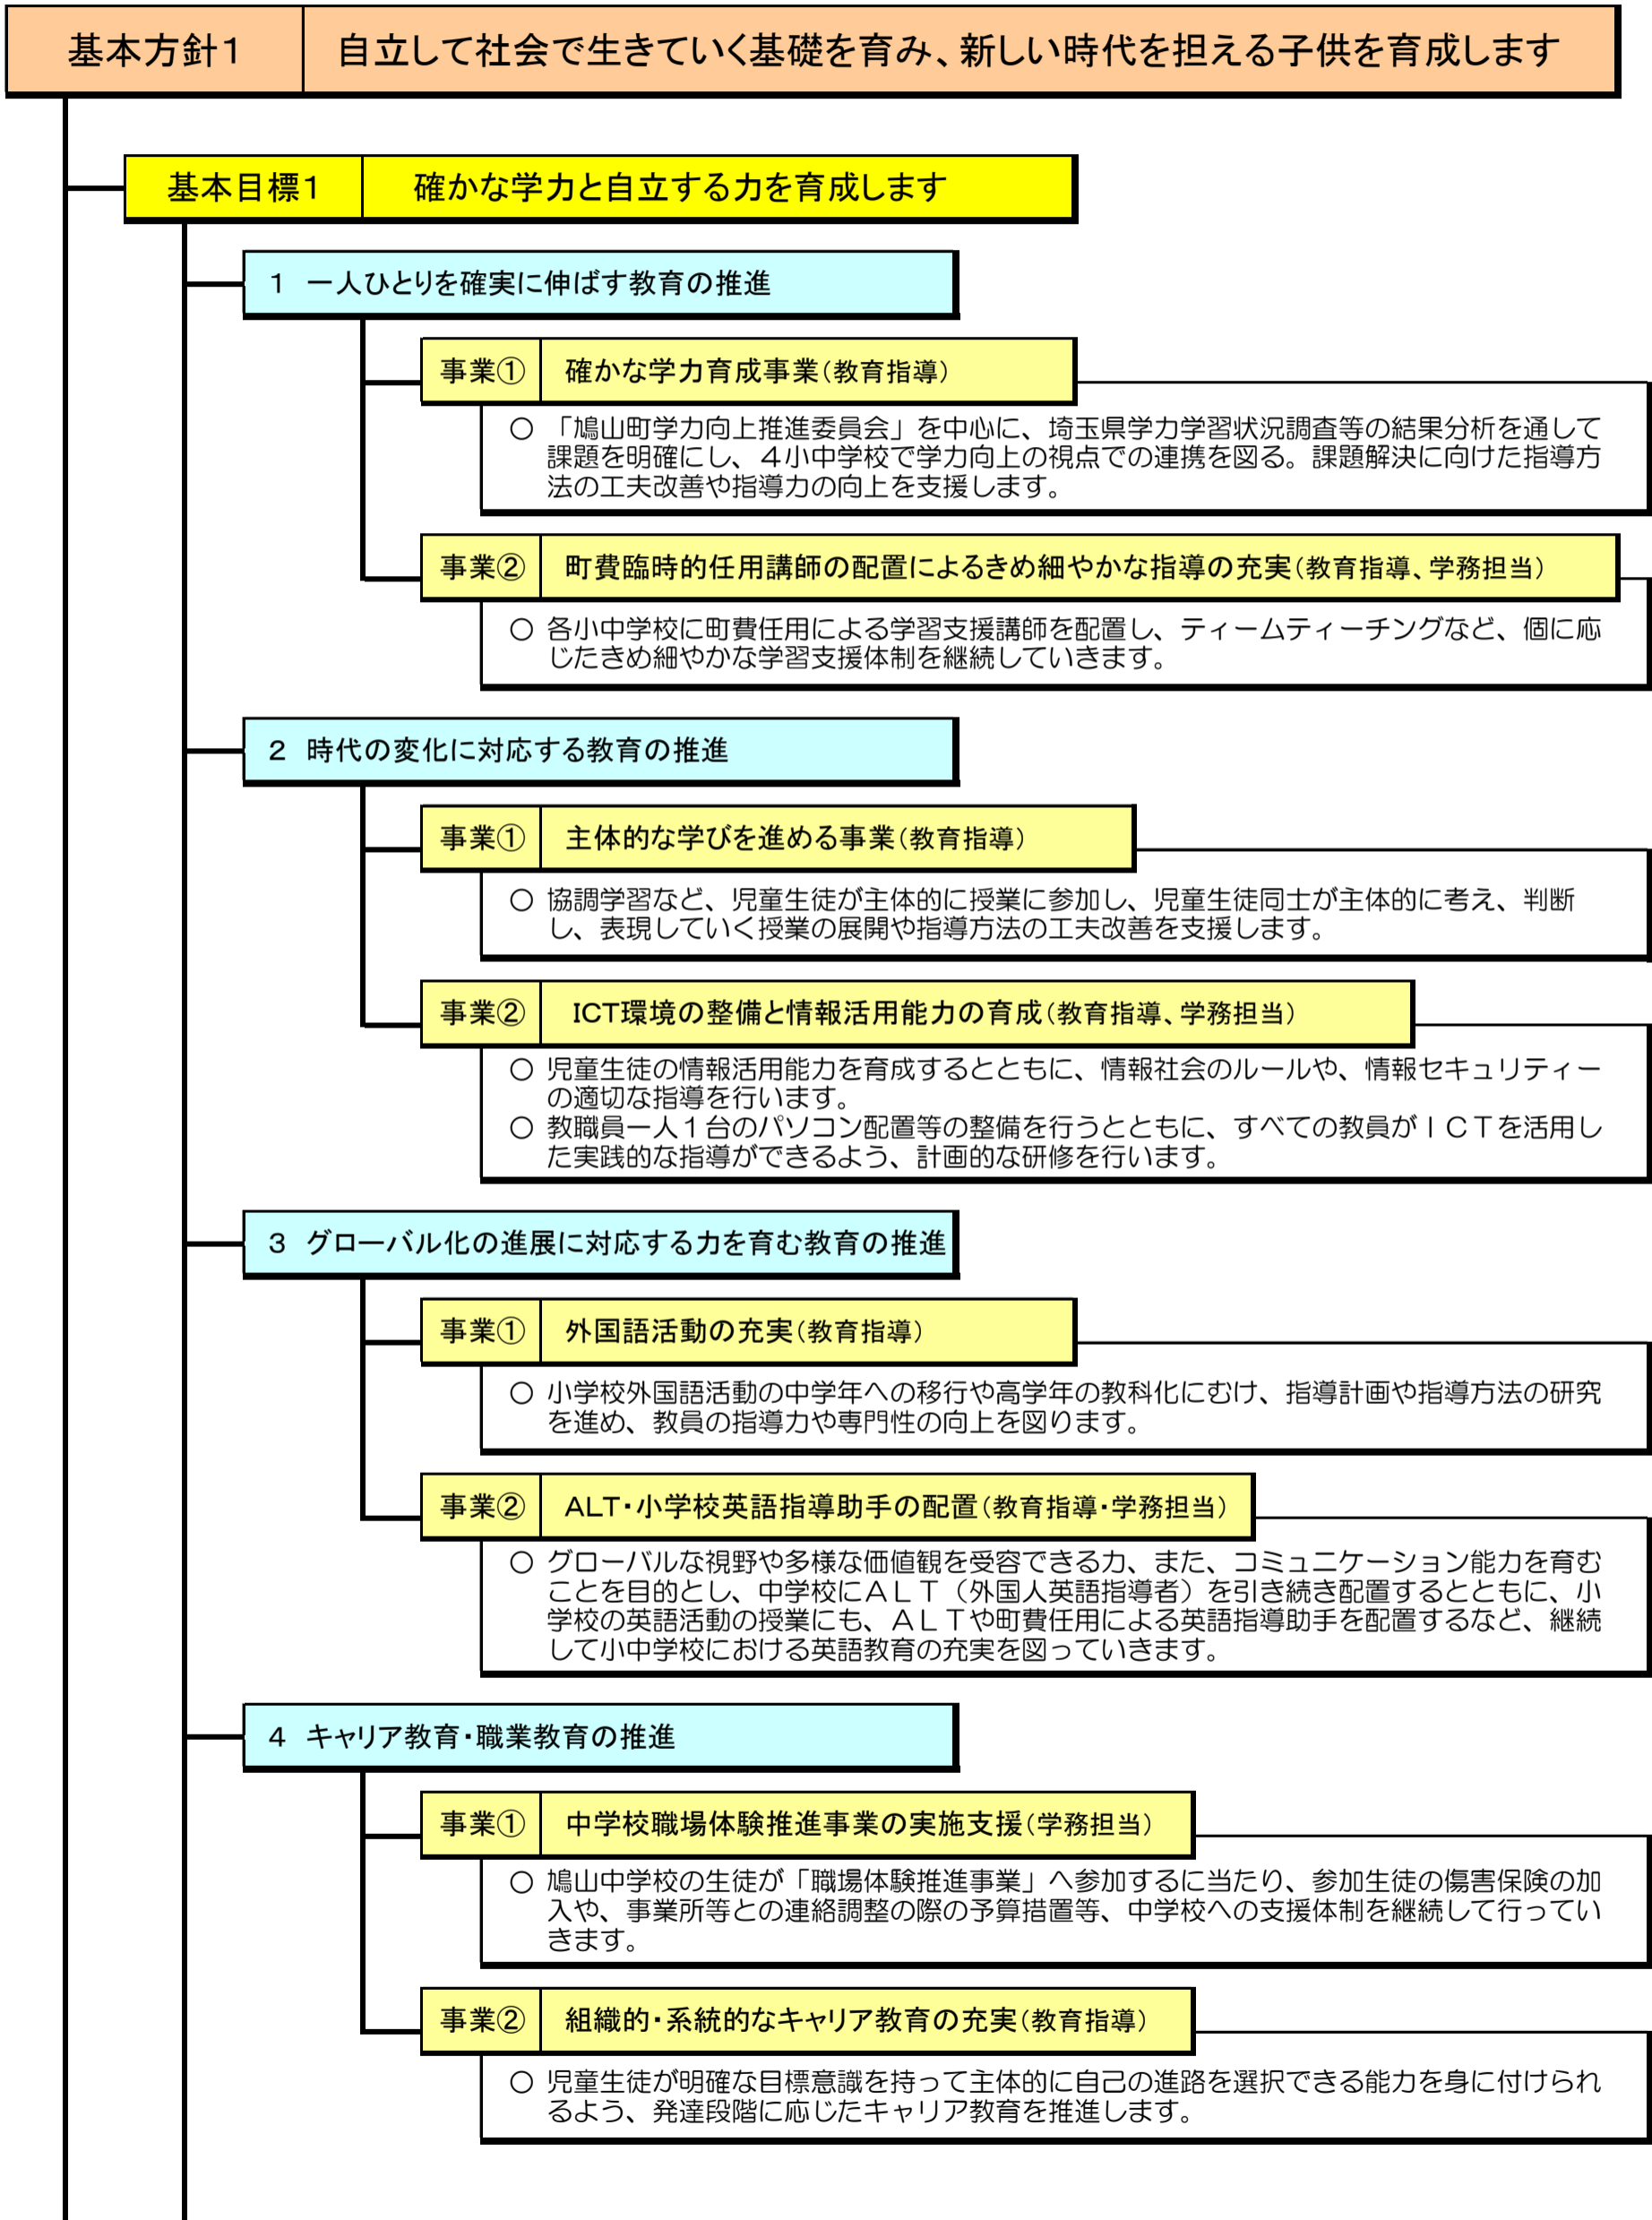 基本方針1 自立して社会で生きていく基礎を育み、新しい時代を担える子供を育成します
基本目標1 確かな学力と自立する力を育成します
1 一人ひとりを確実に伸ばす教育の推進
事業① 確かな学力育成事業（教育指導）
○ 「鳩山町学力向上推進委員会」を中心に、埼玉県学力学習状況調査等の結果分析を通して
課題を明確にし、４小中学校で学力向上の視点での連携を図る。課題解決に向けた指導方
法の工夫改善や指導力の向上を支援します。
事業② 町費臨時的任用講師の配置によるきめ細やかな指導の充実（教育指導、学務担当）
○ 各小中学校に町費任用による学習支援講師を配置し、ティームティーチングなど、個に応
じたきめ細やかな学習支援体制を継続していきます。
2 時代の変化に対応する教育の推進
事業① 主体的な学びを進める事業（教育指導）
○ 協調学習など、児童生徒が主体的に授業に参加し、児童生徒同士が主体的に考え、判断
し、表現していく授業の展開や指導方法の工夫改善を支援します。
事業② ICT環境の整備と情報活用能力の育成（教育指導、学務担当）
○ 児童生徒の情報活用能力を育成するとともに、情報社会のルールや、情報セキュリティー
の適切な指導を行います。
○ 教職員一人１台のパソコン配置等の整備を行うとともに、すべての教員がＩＣＴを活用し
た実践的な指導ができるよう、計画的な研修を行います。
3 グローバル化の進展に対応する力を育む教育の推進
事業① 外国語活動の充実（教育指導）
○ 小学校外国語活動の中学年への移行や高学年の教科化にむけ、指導計画や指導方法の研究
を進め、教員の指導力や専門性の向上を図ります。
事業② ALT・小学校英語指導助手の配置（教育指導・学務担当）
○ グローバルな視野や多様な価値観を受容できる力、また、コミュニケーション能力を育む
ことを目的とし、中学校にＡＬＴ（外国人英語指導者）を引き続き配置するとともに、小
学校の英語活動の授業にも、ＡＬＴや町費任用による英語指導助手を配置するなど、継続
して小中学校における英語教育の充実を図っていきます。
4 キャリア教育・職業教育の推進
事業① 中学校職場体験推進事業の実施支援（学務担当）
○ 鳩山中学校の生徒が「職場体験推進事業」へ参加するに当たり、参加生徒の傷害保険の加
入や、事業所等との連絡調整の際の予算措置等、中学校への支援体制を継続して行ってい
きます。
事業② 組織的・系統的なキャリア教育の充実（教育指導）
○ 児童生徒が明確な目標意識を持って主体的に自己の進路を選択できる能力を身に付けられ
るよう、発達段階に応じたキャリア教育を推進します。